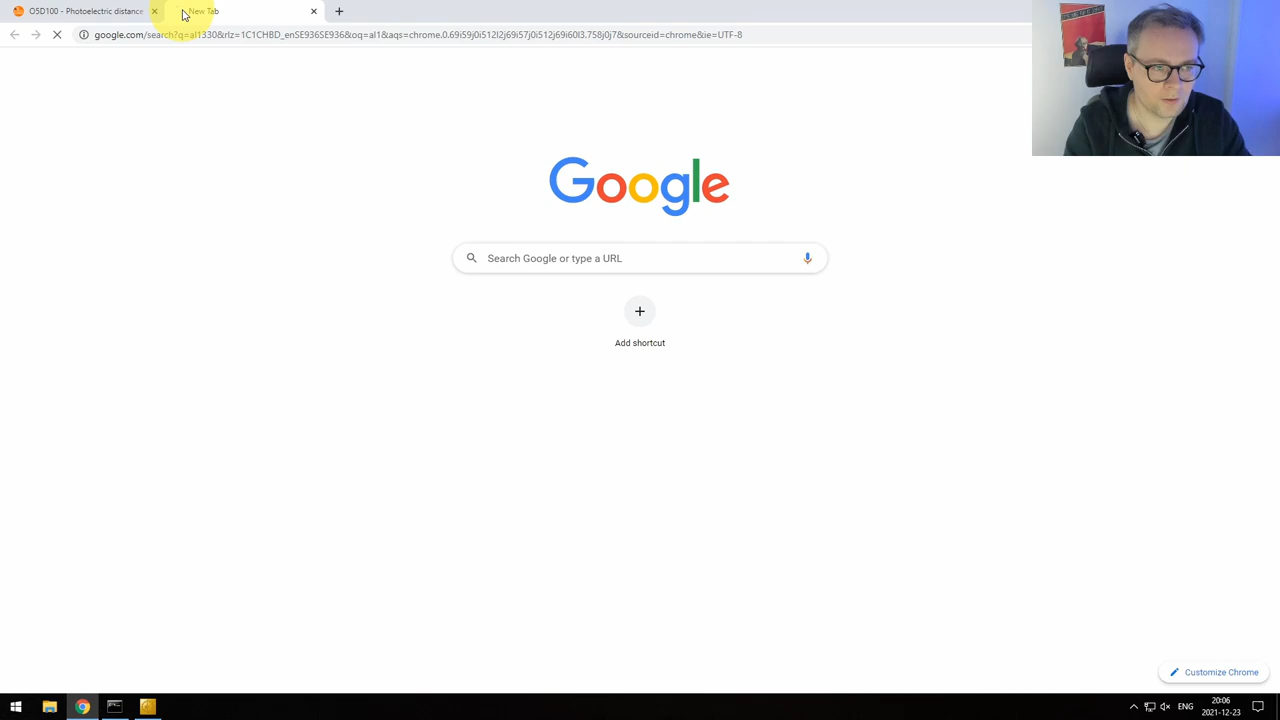 O5D100 - Photoelectric distance
New Tab
google.com/search?q=al1330&rlz=1C1CHBD_enSE936SE936&oq=al1&aqs=chrome.0.69i59j0i512l2j69i57j0i512j69i60l3.758j0j7&sourceid=chrome&ie=UTF-8
Google
Search Google or type a URL
Add shortcut
Customize Chrome
ENG
20:06
2021-12-23